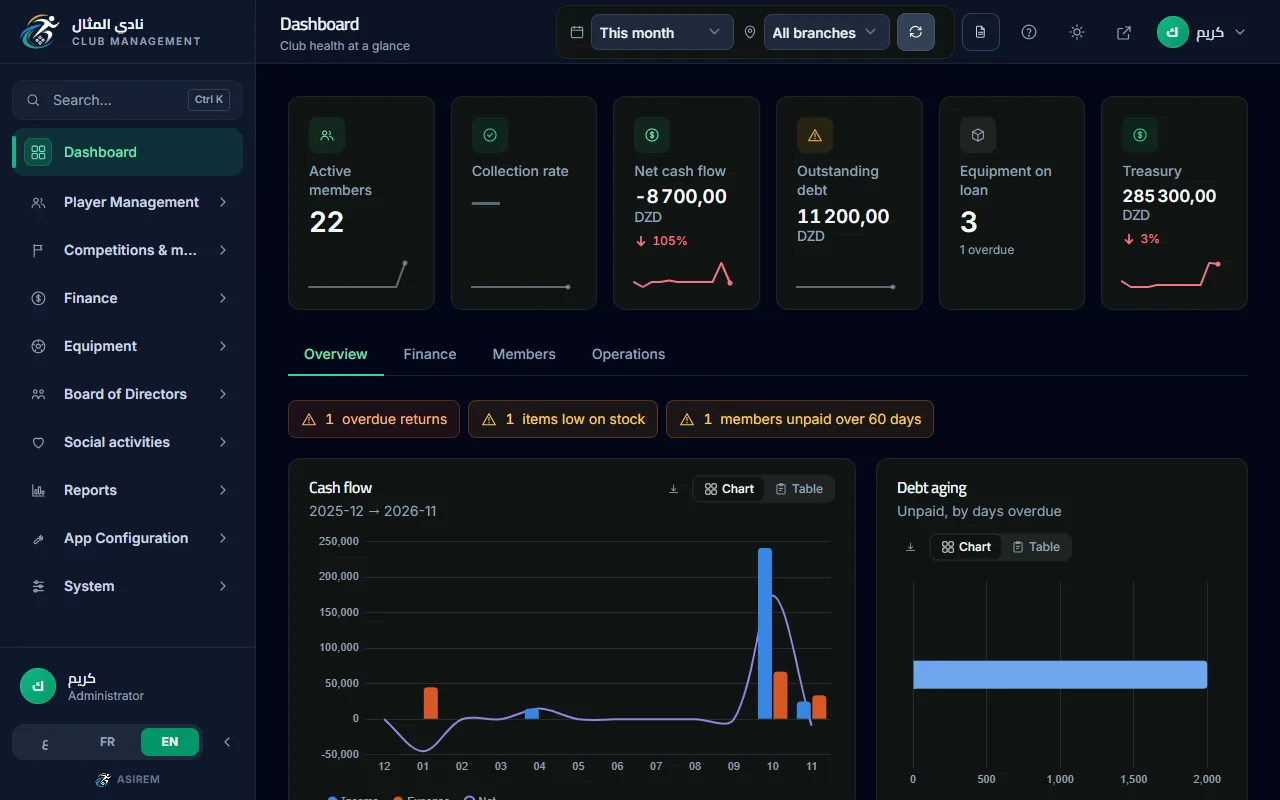 نادي المثال
CLUB MANAGEMENT
Search...
Ctrl K
Dashboard
Player Management
Competitions & m...
Finance
Equipment
Board of Directors
Social activities
Reports
App Configuration
System
كريم
Administrator
ع
FR
EN
ASIREM
Dashboard
Club health at a glance
This month
All branches
كريم
Active
members
22
Collection rate
Net cash flow
-8 700,00
DZD
↓ 105%
Outstanding
debt
11 200,00
DZD
Equipment on
loan
3
1 overdue
Treasury
285 300,00
DZD
↓ 3%
Overview
Finance
Members
Operations
1 overdue returns
1 items low on stock
1 members unpaid over 60 days
Cash flow
2025-12 → 2026-11
Chart
Table
250,000
200,000
150,000
100,000
50,000
0
-50,000
12 01 02 03 04 05 06 07 08 09 10 11
Income Expense Net
Debt aging
Unpaid, by days overdue
Chart
Table
0 500 1,000 1,500 2,000